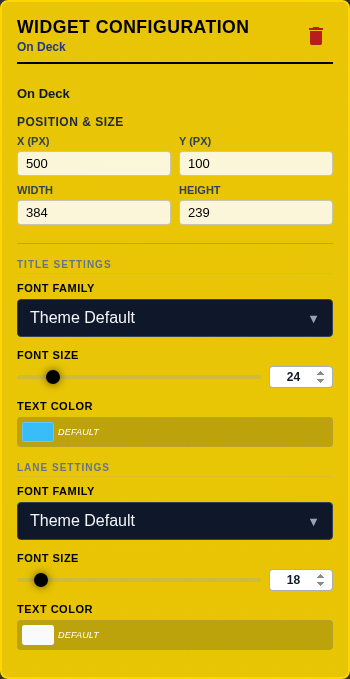 WIDGET CONFIGURATION
On Deck
On Deck
POSITION & SIZE
X (PX) Y (PX)
500 100
WIDTH HEIGHT
384 239
TITLE SETTINGS
FONT FAMILY
Theme Default
FONT SIZE
24
TEXT COLOR
DEFAULT
LANE SETTINGS
FONT FAMILY
Theme Default
FONT SIZE
18
TEXT COLOR
DEFAULT